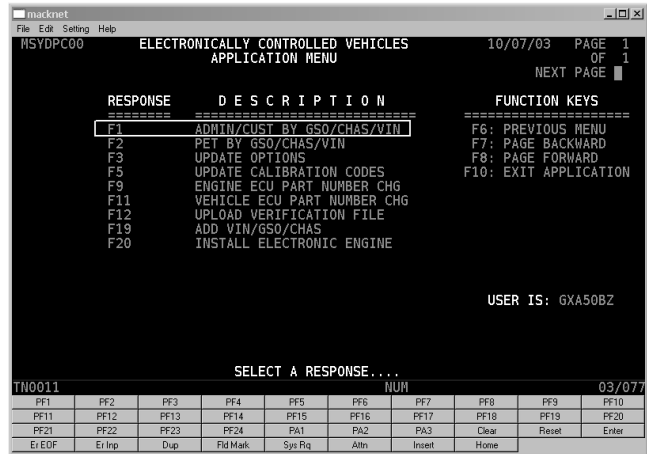 macknet
File Edit Setting Help
MSYDPC00 ELECTRONICALLY CONTROLLED VEHICLES 10/07/03 PAGE 1
APPLICATION MENU OF 1
NEXT PAGE
RESPONSE D E S C R I P T I O N FUNCTION KEYS
======== ========================= =====================
F1 ADMIN/CUST BY GSO/CHAS/VIN F6: PREVIOUS MENU
F2 PET BY GSO/CHAS/VIN F7: PAGE BACKWARD
F3 UPDATE OPTIONS F8: PAGE FORWARD
F5 UPDATE CALIBRATION CODES F10: EXIT APPLICATION
F9 ENGINE ECU PART NUMBER CHG
F11 VEHICLE ECU PART NUMBER CHG
F12 UPLOAD VERIFICATION FILE
F19 ADD VIN/GSO/CHAS
F20 INSTALL ELECTRONIC ENGINE
USER IS: GXA50BZ
SELECT A RESPONSE....
TN0011 NUM 03/077
PF1 PF2 PF3 PF4 PF5 PF6 PF7 PF8 PF9 PF10
PF11 PF12 PF13 PF14 PF15 PF16 PF17 PF18 PF19 PF20
PF21 PF22 PF23 PF24 PA1 PA2 PA3 Clear Reset Enter
Er EOF Er Inp Dup Fld Mark Sys Rq Attn Insert Home